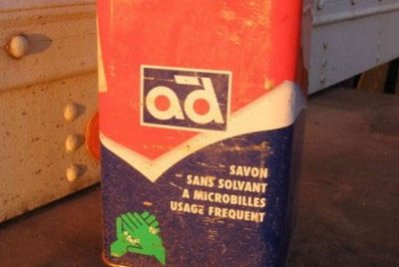 ad
SAVON
SANS SOLVANT
A MICROBILLES
USAGE FREQUENT